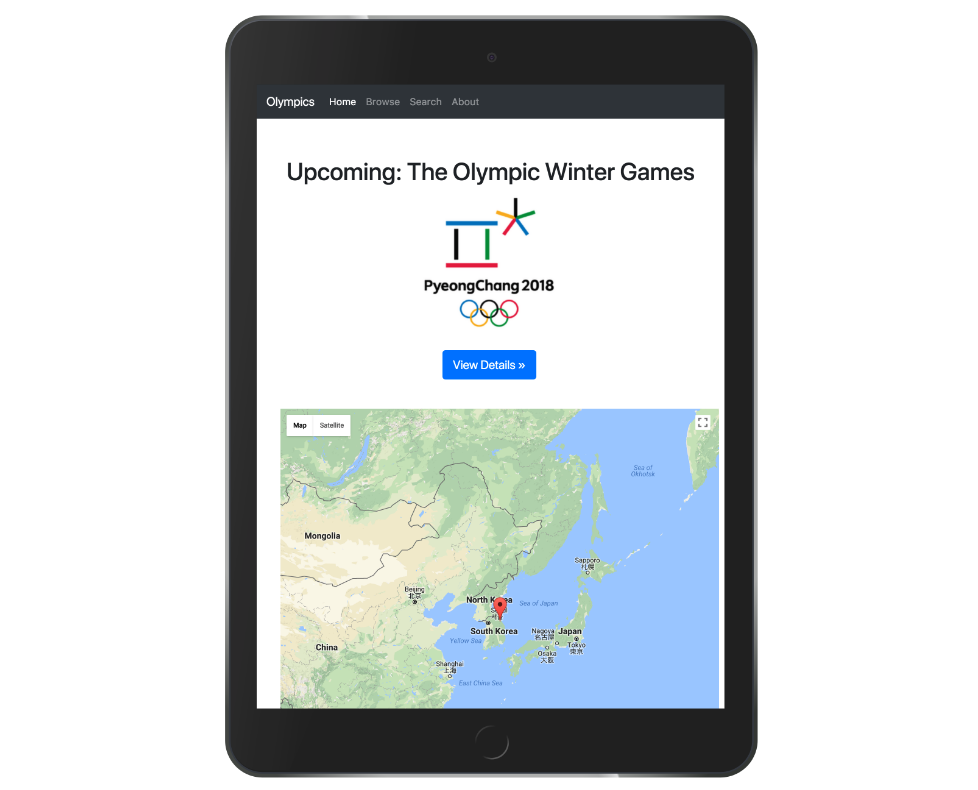 Olympics Home Browse Search About
Upcoming: The Olympic Winter Games
PyeongChang 2018
View Details »
Map Satellite
Sea of
Okhotsk
Mongolia
Sapporo
札幌
Beijing
北京
North Korea
Sea of Japan
South Korea
Nagoya
名古屋
Japan
Yellow Sea
Tokyo
東京
China
Osaka
大阪
Shanghai
上海
East China Sea